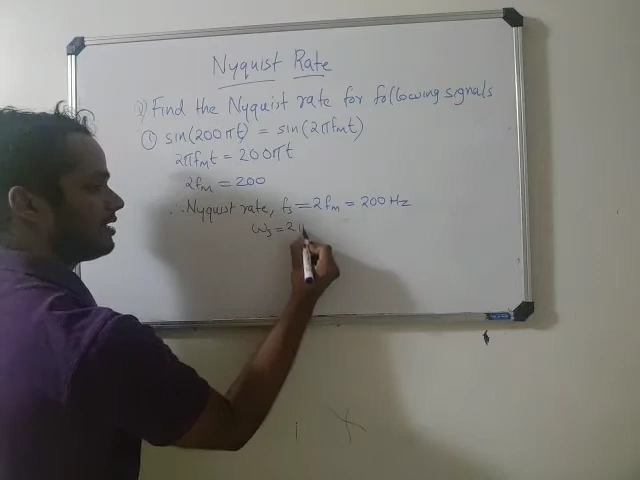 Nyquist Rate
Q) Find the Nyquist rate for following signals
① sin(200πt) = sin(2πfₘt)
2πfₘt = 200πt
2fₘ = 200
∴ Nyquist rate, fₛ = 2fₘ = 200 Hz
ωₛ = 2